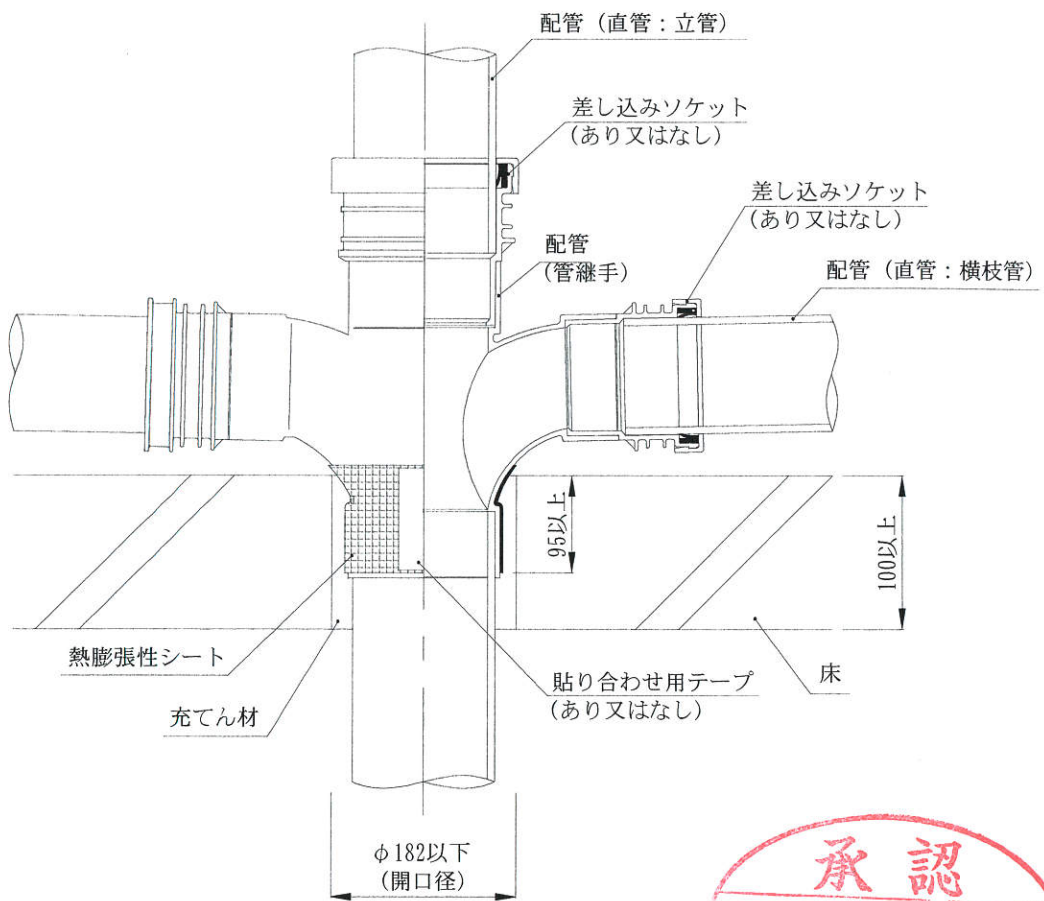 配管（直管：立管）
差し込みソケット
（あり又はなし）
差し込みソケット
（あり又はなし）
配管
（管継手）
配管（直管：横枝管）
95以上
100以上
熱膨張性シート
充てん材
貼り合わせ用テープ
（あり又はなし）
床
φ182以下
（開口径）
承認